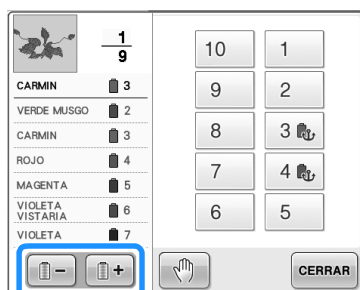 1
9
CARMIN 3
VERDE MUSGO 2
CARMIN 3
ROJO 4
MAGENTA 5
VIOLETA
VISTARIA 6
VIOLETA 7
- +
10 1
9 2
8 3
7 4
6 5
CERRAR